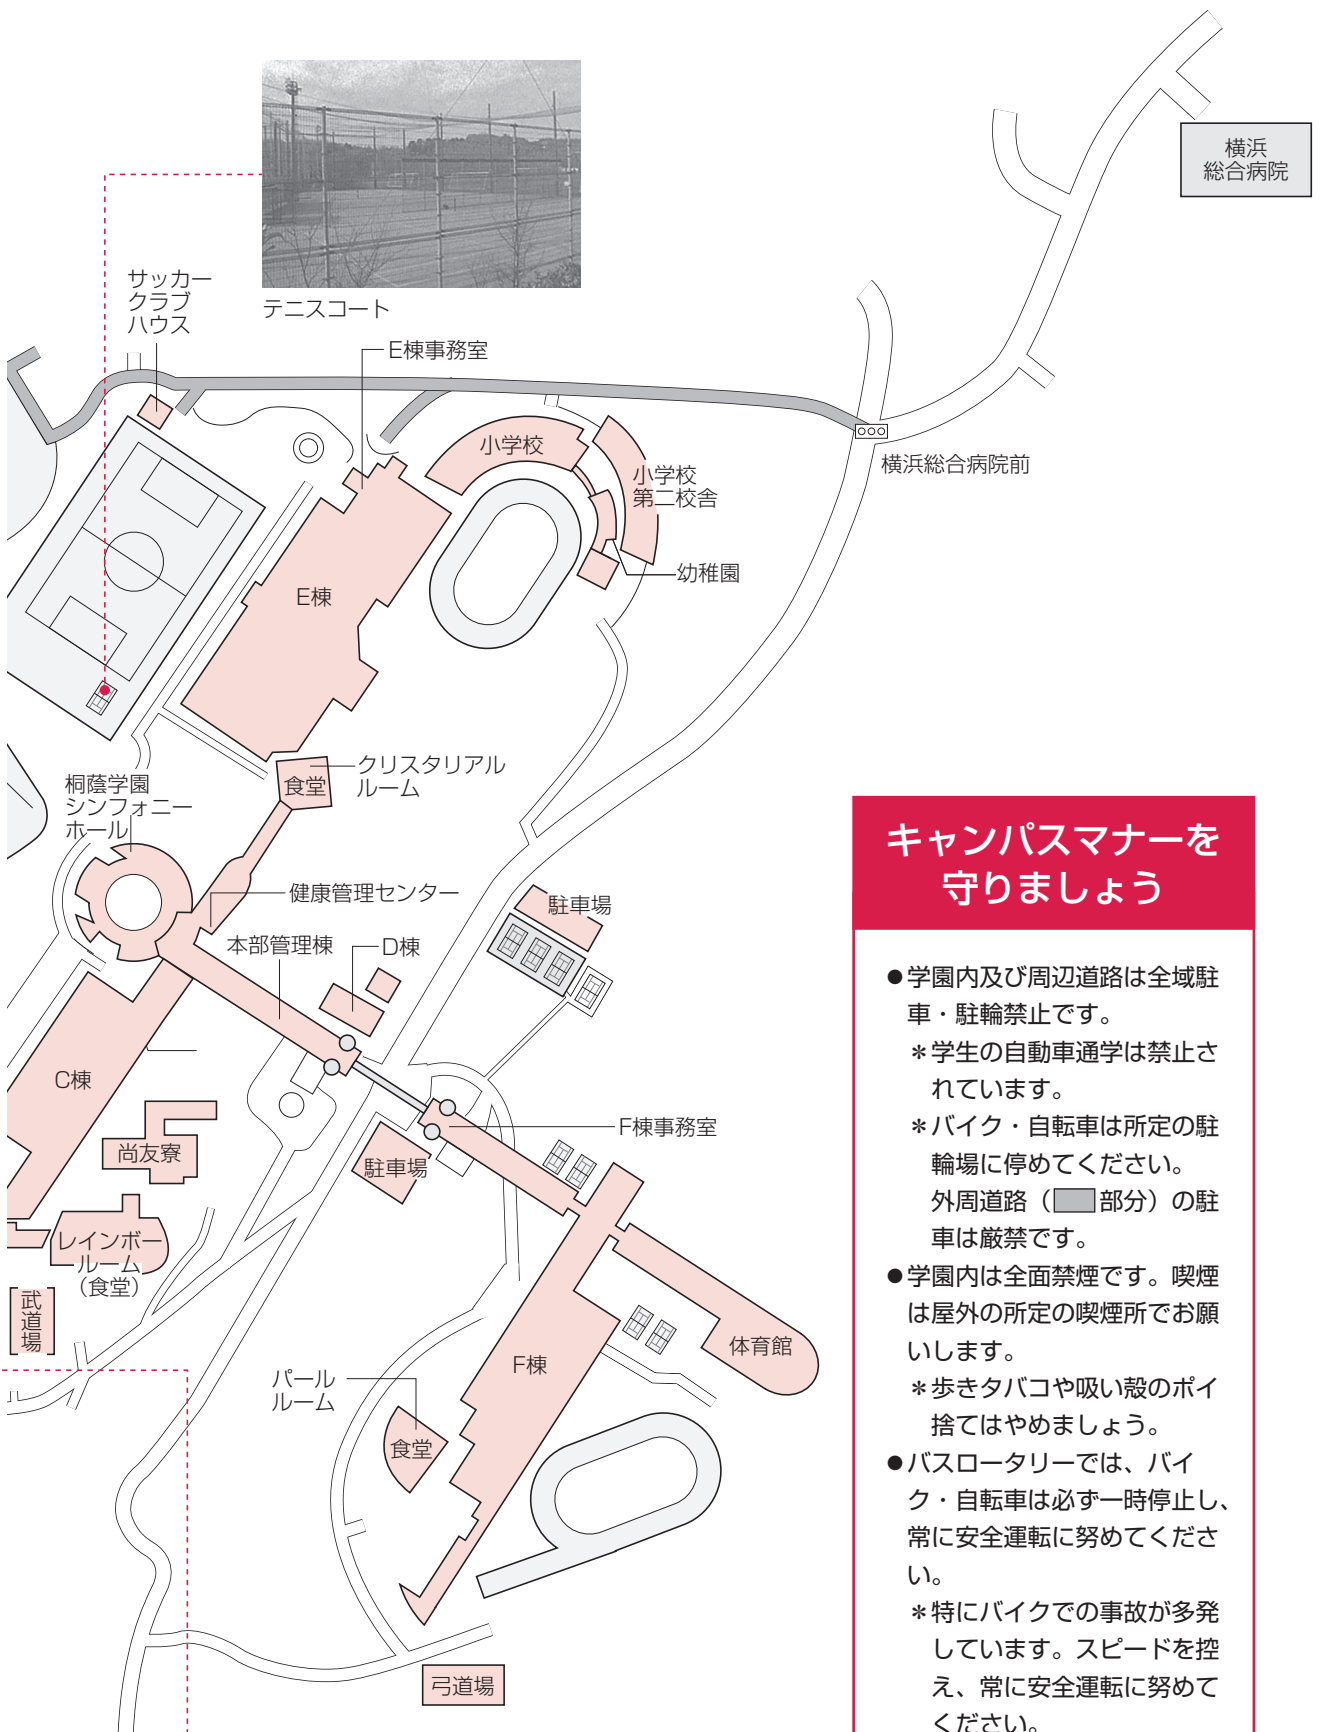 横浜
総合病院
テニスコート
サッカー
クラブ
ハウス
E棟事務室
小学校
小学校
第二校舎
横浜総合病院前
幼稚園
E棟
クリスタリアル
ルーム
食堂
桐蔭学園
シンフォニー
ホール
健康管理センター
本部管理棟
D棟
駐車場
C棟
尚友寮
F棟事務室
駐車場
レインボー
ルーム
（食堂）
武道場
体育館
F棟
パール
ルーム
食堂
弓道場
キャンパスマナーを
守りましょう
●学園内及び周辺道路は全域駐
車・駐輪禁止です。
＊学生の自動車通学は禁止さ
れています。
＊バイク・自転車は所定の駐
輪場に停めてください。
外周道路（部分）の駐
車は厳禁です。
●学園内は全面禁煙です。喫煙
は屋外の所定の喫煙所でお願
いします。
＊歩きタバコや吸い殻のポイ
捨てはやめましょう。
●バスロータリーでは、バイ
ク・自転車は必ず一時停止し、
常に安全運転に努めてくださ
い。
＊特にバイクでの事故が多発
しています。スピードを控
え、常に安全運転に努めて
ください。